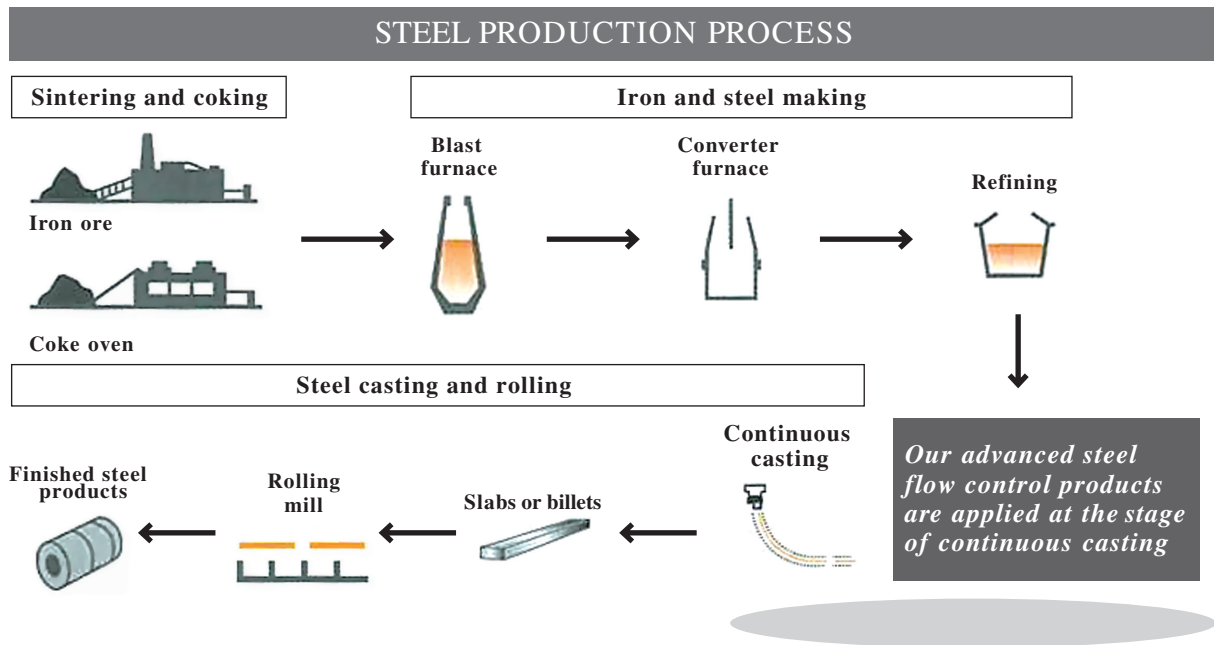 STEEL PRODUCTION PROCESS
Sintering and coking
Iron and steel making
Iron ore
Coke oven
Blast
furnace
Converter
furnace
Refining
Steel casting and rolling
Our advanced steel
flow control products
are applied at the stage
of continuous casting
Continuous
casting
Slabs or billets
Rolling
mill
Finished steel
products